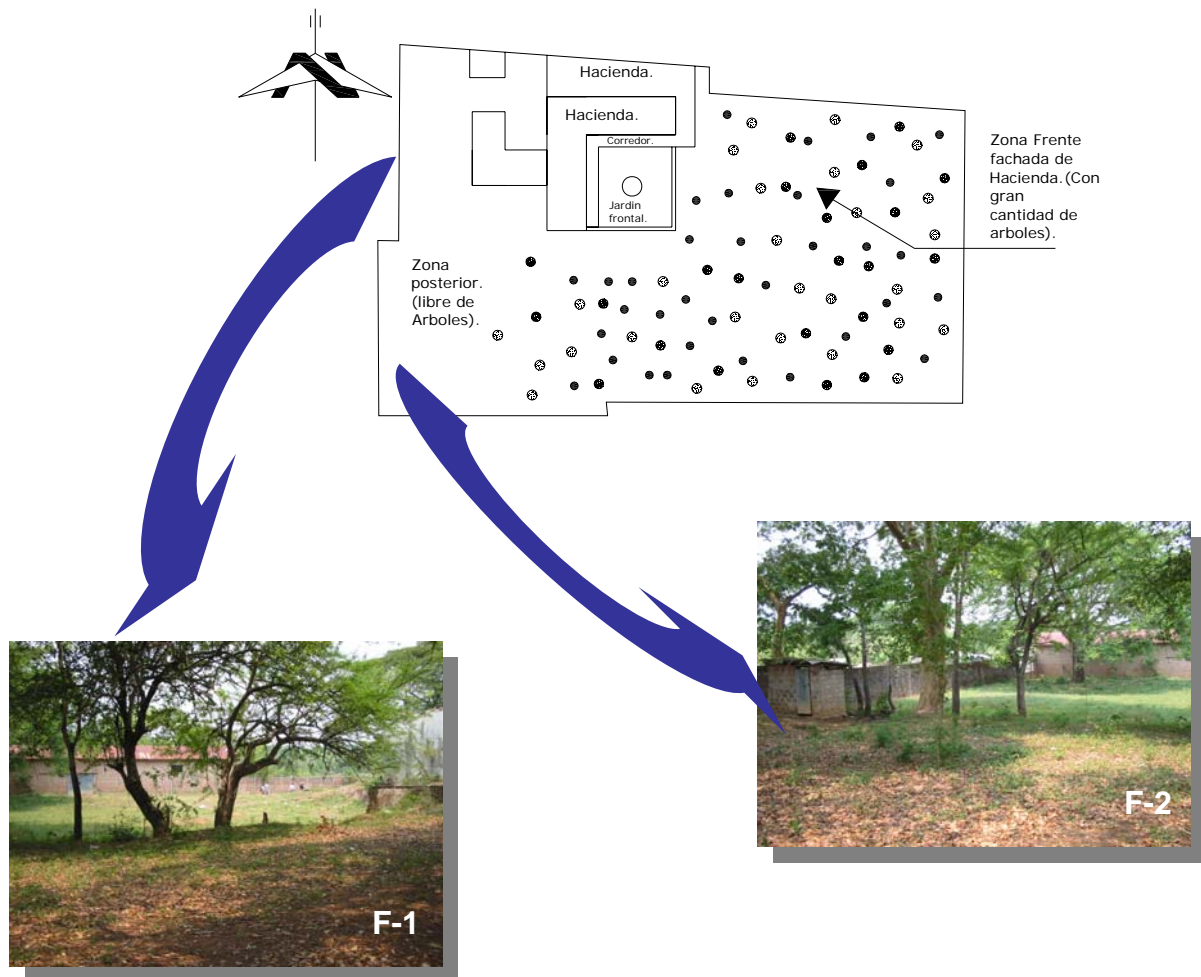 Hacienda.
Hacienda.
Corredor.
Jardin
frontal.
Zona Frente
fachada de
Hacienda.(Con
gran
cantidad de
arboles).
Zona
posterior.
(libre de
Arboles).
F-1
F-2